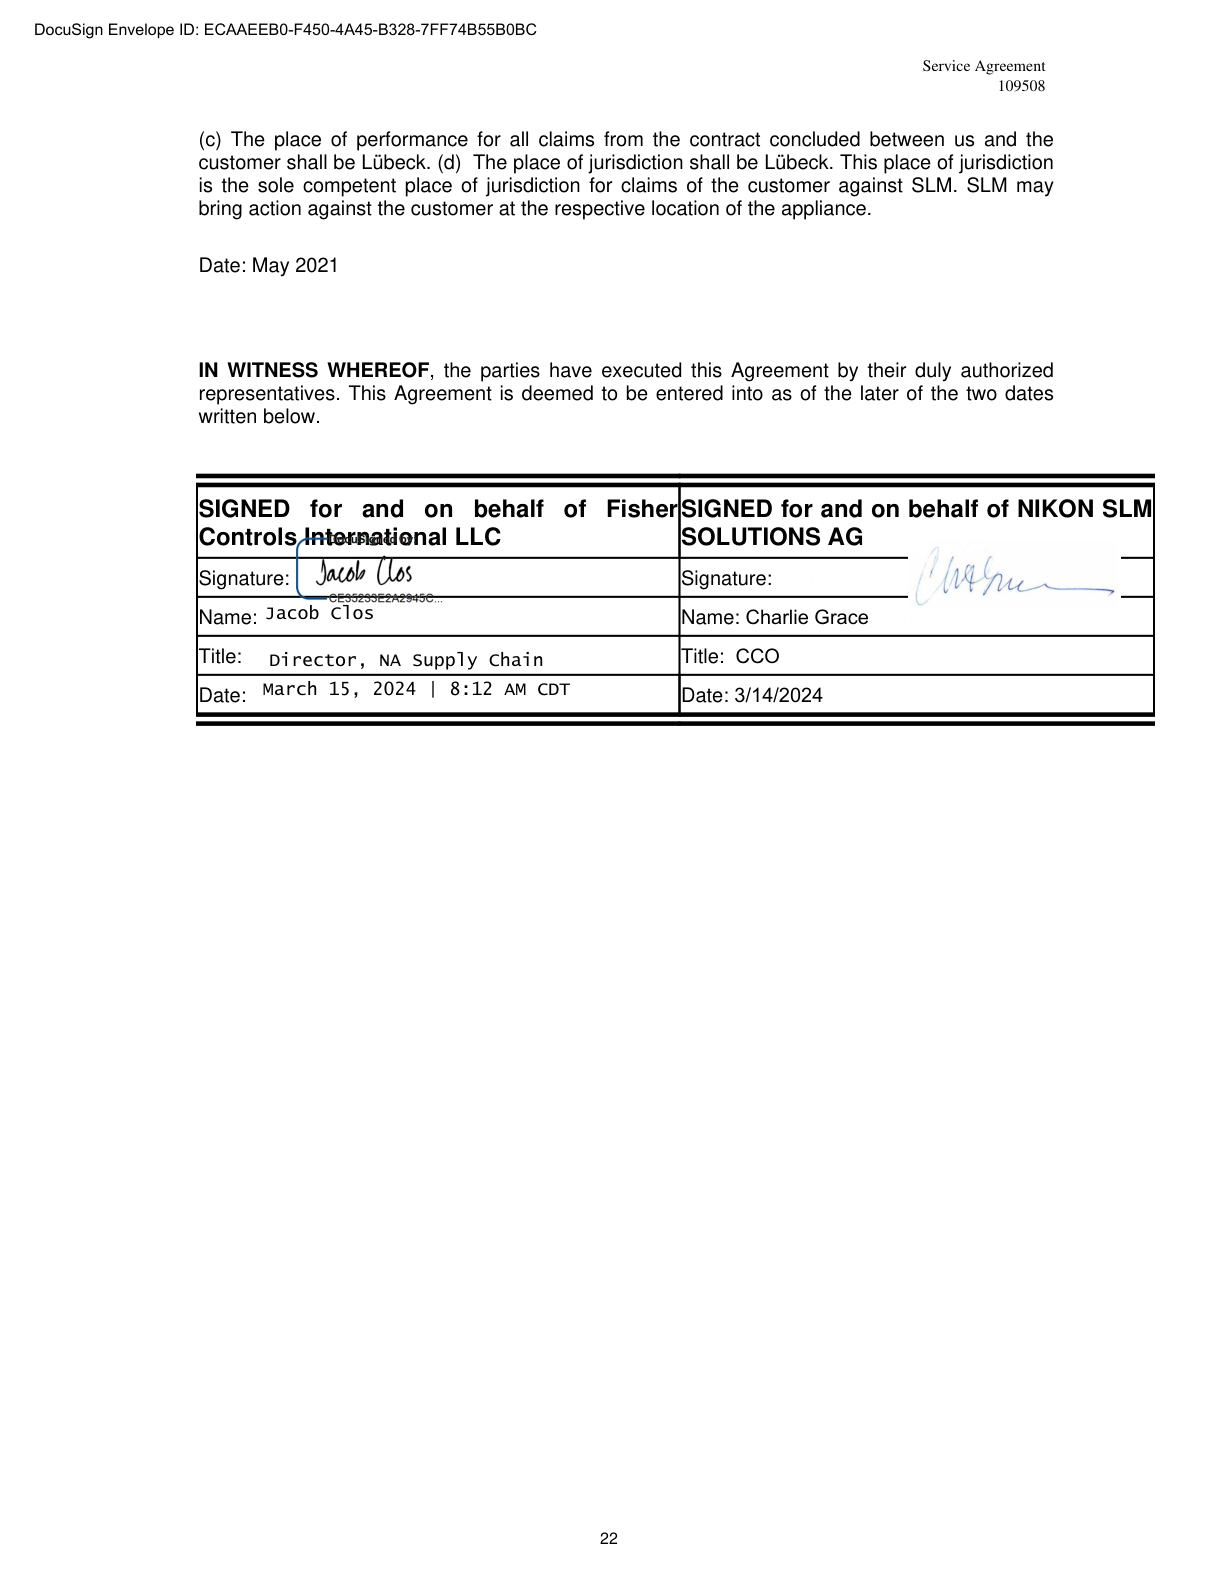 DocuSign Envelope ID: ECAAEEB0-F450-4A45-B328-7FF74B55B0BC
Service Agreement
109508
(c) The place of performance for all claims from the contract concluded between us and the
customer shall be Lübeck. (d) The place of jurisdiction shall be Lübeck. This place of jurisdiction
is the sole competent place of jurisdiction for claims of the customer against SLM. SLM may
bring action against the customer at the respective location of the appliance.
Date: May 2021
IN WITNESS WHEREOF, the parties have executed this Agreement by their duly authorized
representatives. This Agreement is deemed to be entered into as of the later of the two dates
written below.
SIGNED for and on behalf of Fisher
Controls International LLC
DocuSigned by:
Signature: Jacob Clos
CE35233E2A2945C...
Name: Jacob Clos
Title: Director, NA Supply Chain
Date: March 15, 2024 | 8:12 AM CDT
SIGNED for and on behalf of NIKON SLM
SOLUTIONS AG
Signature:
Name: Charlie Grace
Title: CCO
Date: 3/14/2024
22